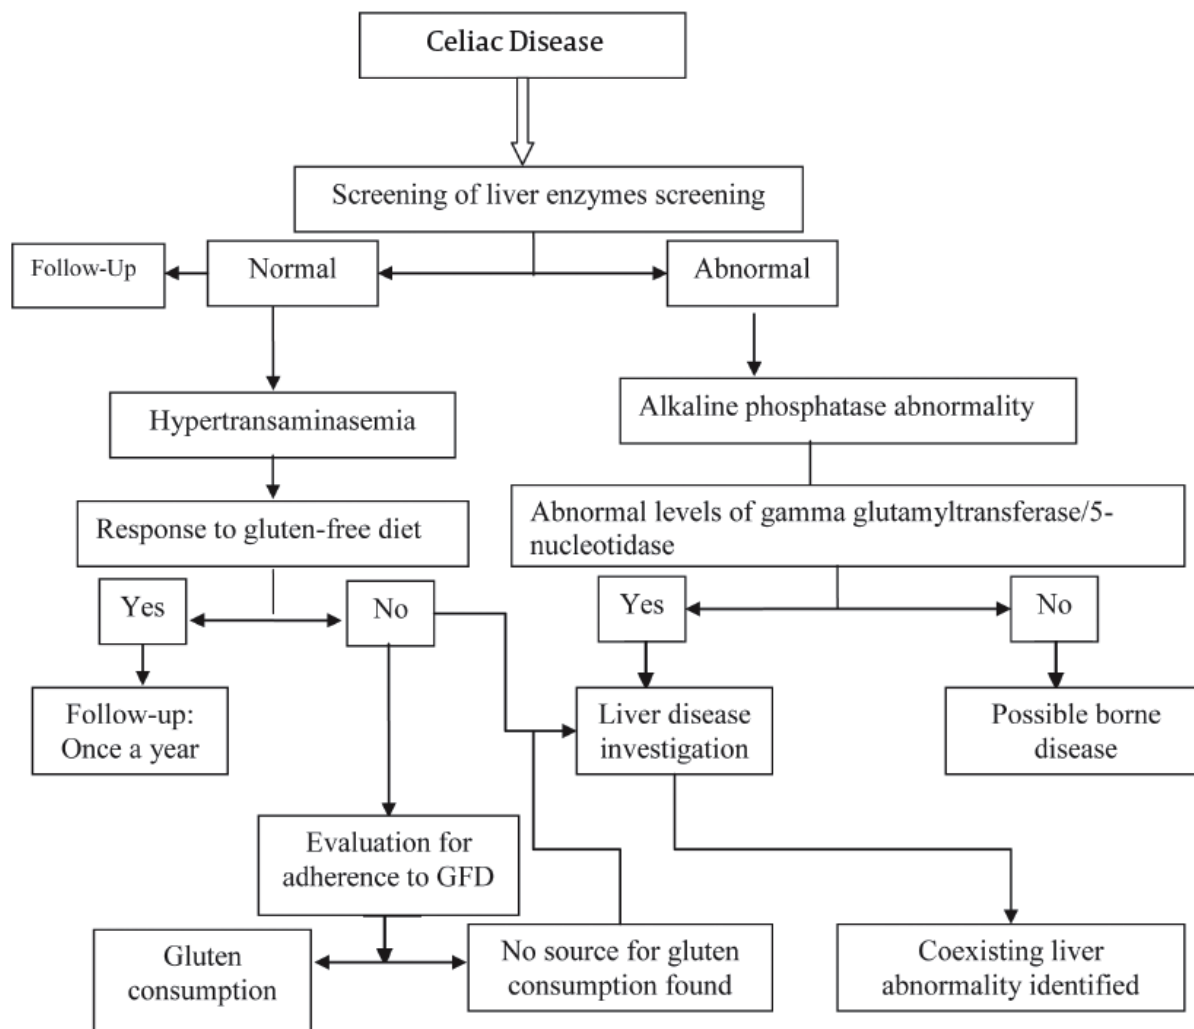 Celiac Disease
Screening of liver enzymes screening
Follow-Up
Normal
Abnormal
Hypertransaminasemia
Alkaline phosphatase abnormality
Response to gluten-free diet
Abnormal levels of gamma glutamyltransferase/5-
nucleotidase
Yes
No
Yes
No
Follow-up:
Once a year
Liver disease
investigation
Possible borne
disease
Evaluation for
adherence to GFD
Gluten
consumption
No source for gluten
consumption found
Coexisting liver
abnormality identified